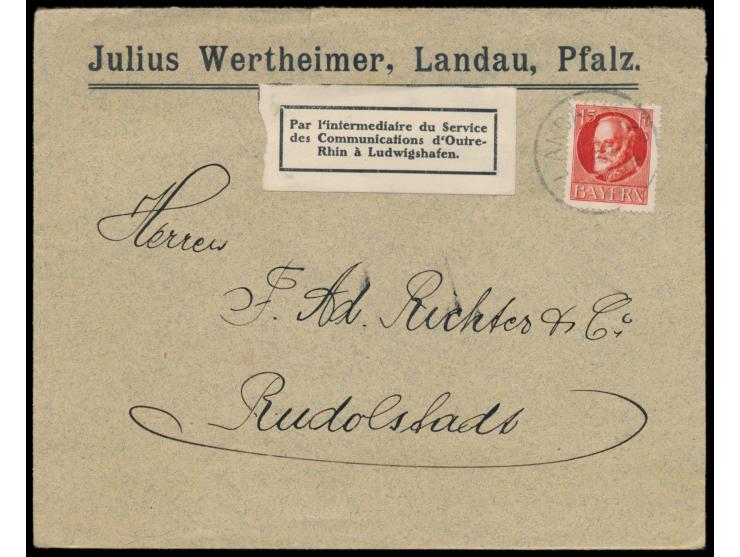 Julius Wertheimer, Landau, Pfalz.
Par l'intermediaire du Service
des Communications d'Outre-
Rhin à Ludwigshafen.
15
BAYERN
Herren
F. Ad. Richter & Co
Rudolstadt